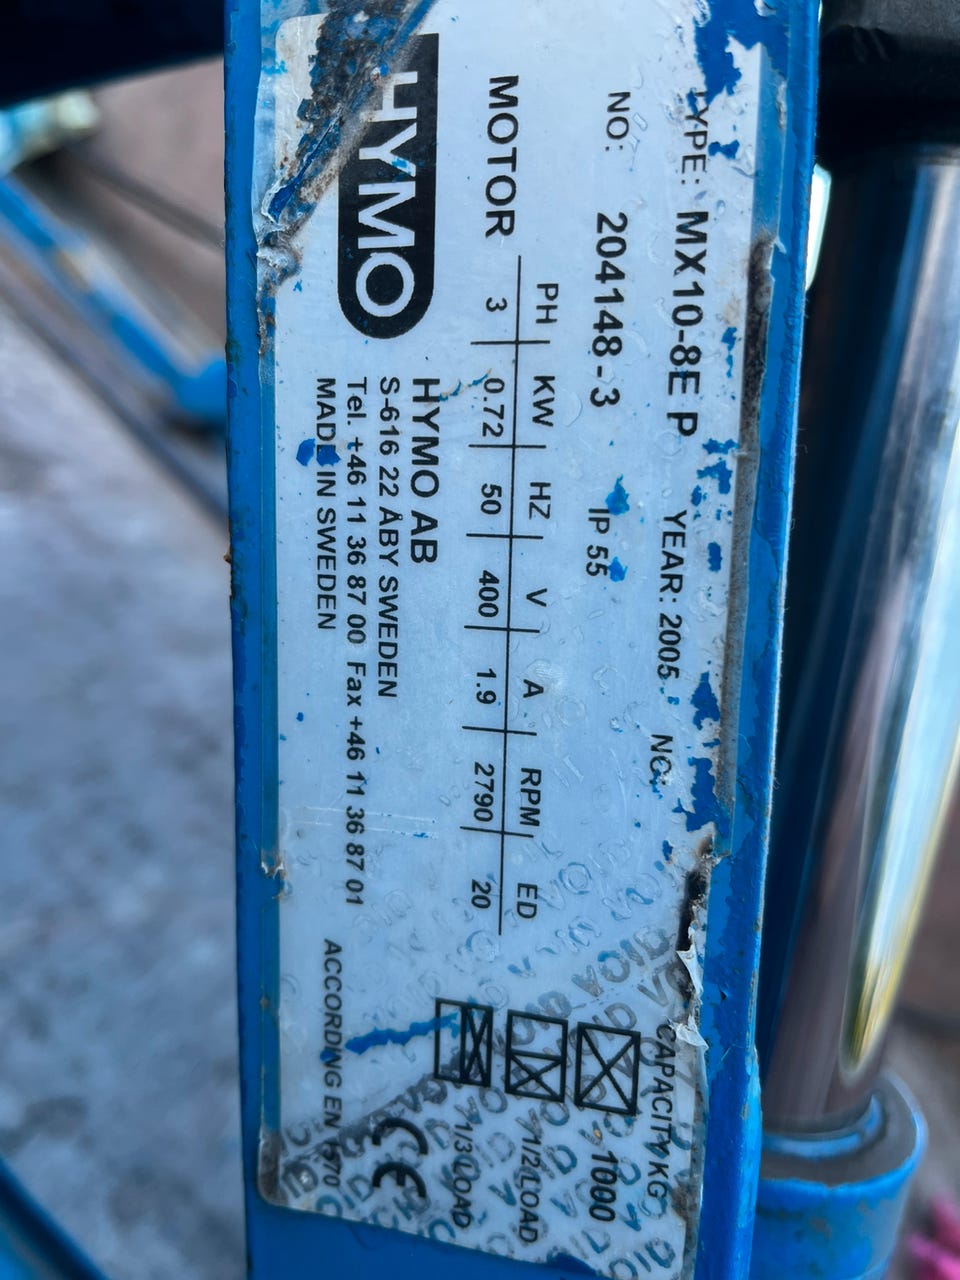 TYPE: MX10-8E P YEAR: 2005 NO: CAPACITY KG
NO: 204148-3 IP 55 1000
PH KW HZ V A RPM ED 1/2 LOAD
MOTOR 3 0.72 50 400 1.9 2790 20 1/3 LOAD
HYMO HYMO AB CE
S-616 22 ÅBY SWEDEN
Tel. +46 11 36 87 00 Fax +46 11 36 87 01
MADE IN SWEDEN ACCORDING EN 1570
VOID